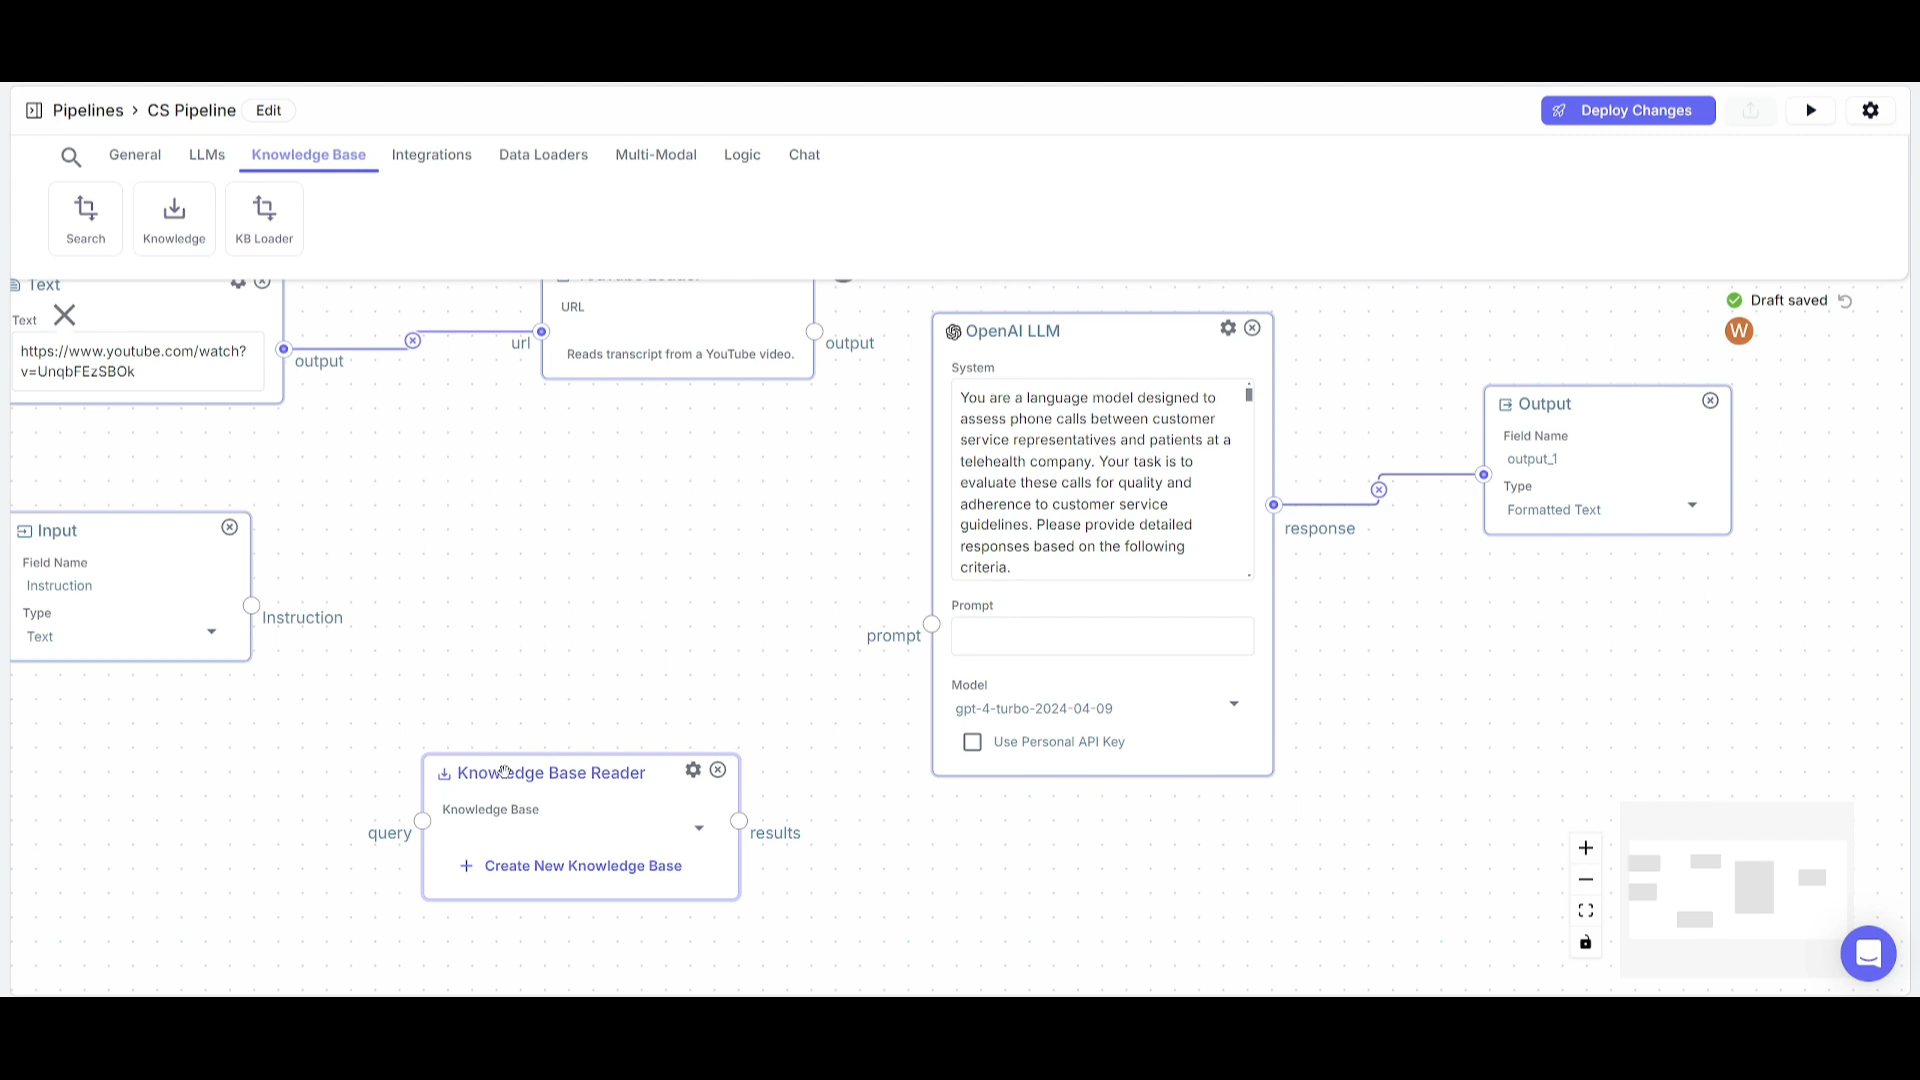 Pipelines > CS Pipeline Edit
Deploy Changes
General LLMs Knowledge Base Integrations Data Loaders Multi-Modal Logic Chat
Search Knowledge KB Loader
Text
Text
https://www.youtube.com/watch?
v=UnqbFEzSBOk
output
url
URL
Reads transcript from a YouTube video.
output
OpenAI LLM
System
You are a language model designed to
assess phone calls between customer
service representatives and patients at a
telehealth company. Your task is to
evaluate these calls for quality and
adherence to customer service
guidelines. Please provide detailed
responses based on the following
criteria.
prompt
Prompt
Model
gpt-4-turbo-2024-04-09
Use Personal API Key
response
Draft saved
W
Output
Field Name
output_1
Type
Formatted Text
Input
Field Name
Instruction
Type
Text
Instruction
query
Knowledge Base Reader
Knowledge Base
+ Create New Knowledge Base
results